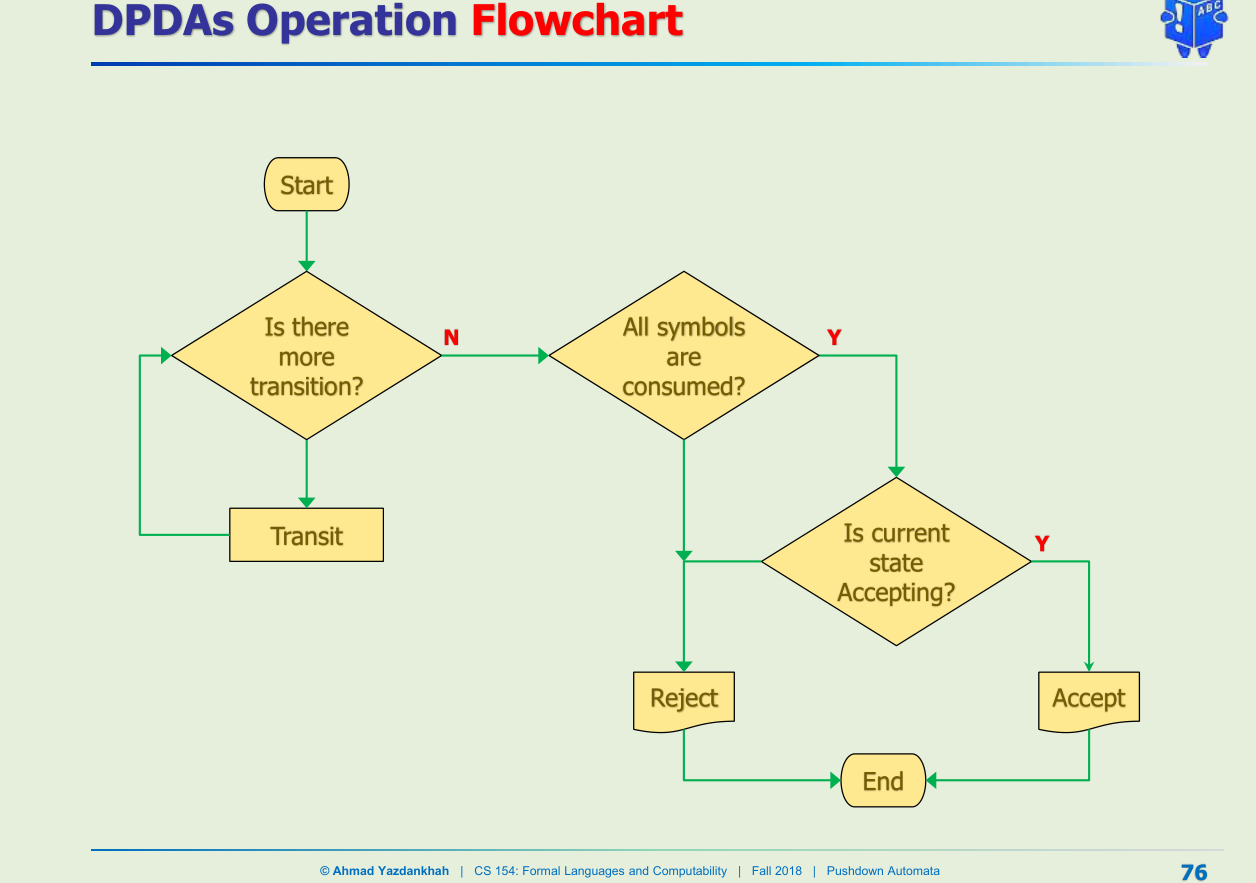 DPDAs Operation Flowchart
ABC
Start
Is there
more
transition?
N
All symbols
are
consumed?
Y
Transit
Is current
state
Accepting?
Y
Reject
Accept
End
© Ahmad Yazdankhah | CS 154: Formal Languages and Computability | Fall 2018 | Pushdown Automata
76